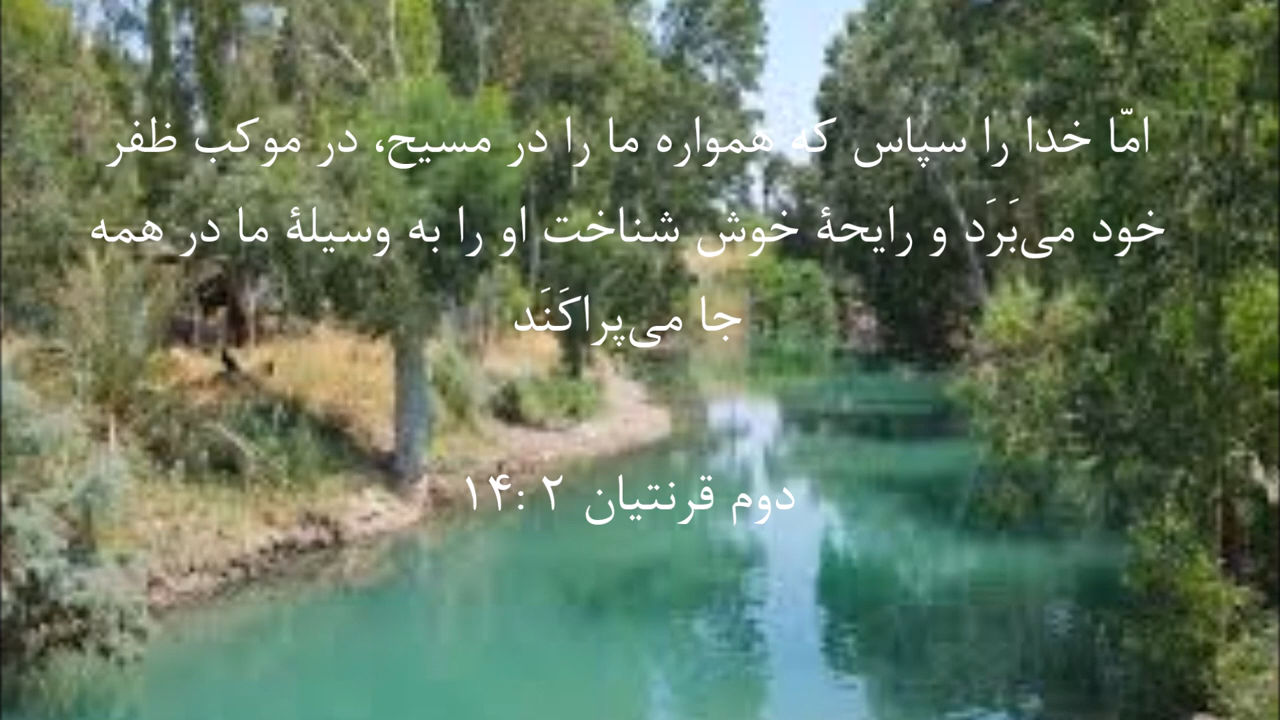 امّا خدا را سپاس که همواره ما را در مسیح، در موکب ظفر
خود می‌بَرَد و رایحهٔ خوش شناخت او را به وسیلهٔ ما در همه
جا می‌پراکَنَد
دوم قرنتیان ۲ :۱۴